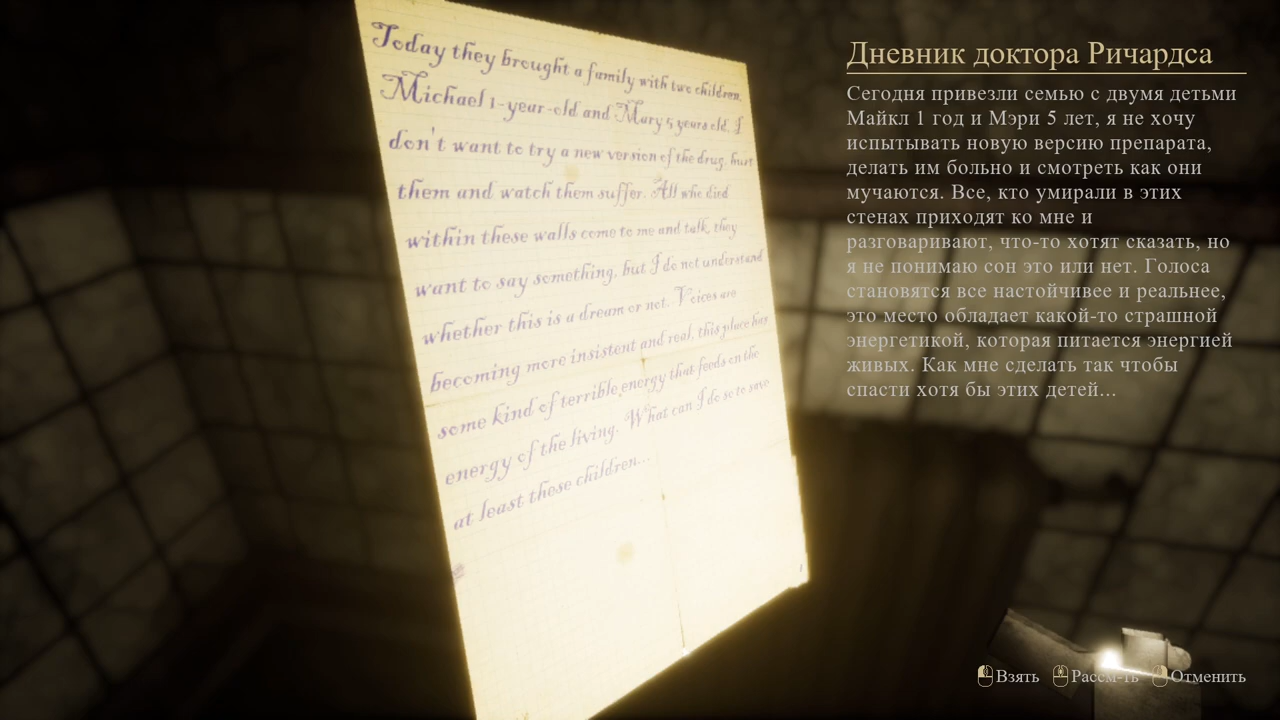 Today they brought a family with two children,
Michael 1-year-old and Mary 5 years old, I
don't want to try a new version of the drug, hurt
them and watch them suffer. All who died
within these walls come to me and talk, they
want to say something, but I do not understand
whether this is a dream or not. Voices are
becoming more insistent and real, this place has
some kind of terrible energy that feeds on the
energy of the living. What can I do so to save
at least these children...
Дневник доктора Ричардса
Сегодня привезли семью с двумя детьми
Майкл 1 год и Мэри 5 лет, я не хочу
испытывать новую версию препарата,
делать им больно и смотреть как они
мучаются. Все, кто умирали в этих
стенах приходят ко мне и
разговаривают, что-то хотят сказать, но
я не понимаю сон это или нет. Голоса
становятся все настойчивее и реальнее,
это место обладает какой-то страшной
энергетикой, которая питается энергией
живых. Как мне сделать так чтобы
спасти хотя бы этих детей...
Взять Рассм-ть Отменить